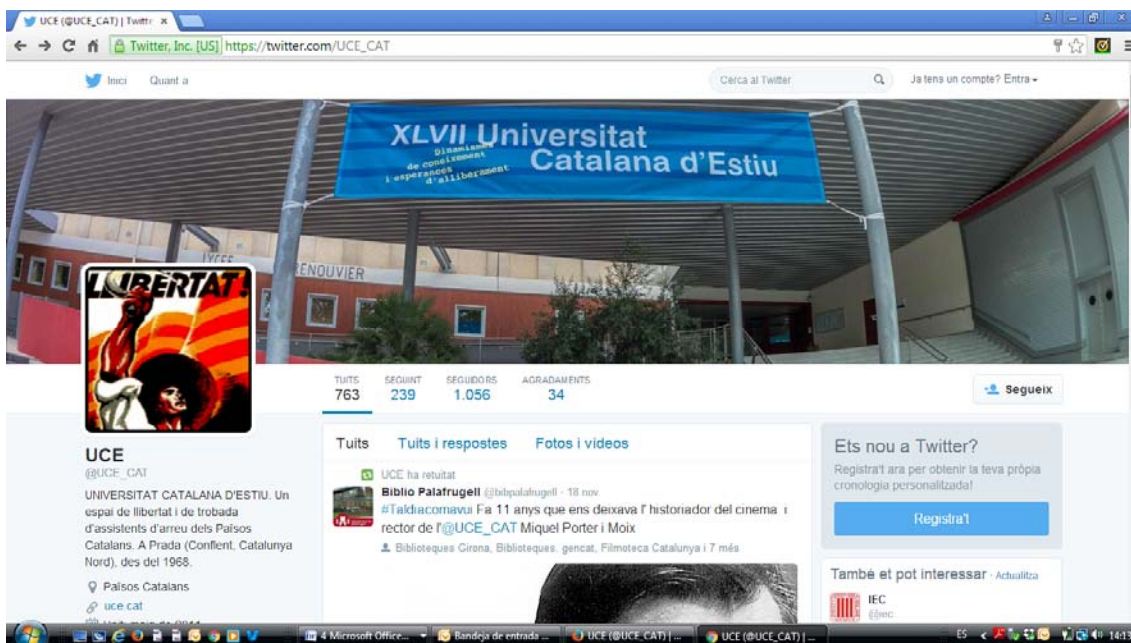 UCE (@UCE_CAT) | Twitte
Twitter, Inc. [US] https://twitter.com/UCE_CAT
Inici Quant a Cerca al Twitter Ja tens un compte? Entra
XLVII Universitat
Catalana d'Estiu
Dinamismes
de coneixement
i esperances
d'alliberament
LYCEE RENOUVIER
LLIBERTAT!
TUITS SEGUINT SEGUIDORS AGRADAMENTS
763 239 1.056 34
Segueix
UCE
@UCE_CAT
UNIVERSITAT CATALANA D'ESTIU. Un
espai de llibertat i de trobada
d'assistents d'arreu dels Països
Catalans. A Prada (Conflent, Catalunya
Nord), des del 1968.
Països Catalans
uce.cat
Tuits Tuits i respostes Fotos i vídeos
UCE ha retuitat
Biblio Palafrugell @bibpalafrugell · 18 nov.
#Taldiacomavui Fa 11 anys que ens deixava l' historiador del cinema i
rector de l'@UCE_CAT Miquel Porter i Moix
Biblioteques Girona, Biblioteques. gencat, Filmoteca Catalunya i 7 més
Ets nou a Twitter?
Registra't ara per obtenir la teva pròpia
cronologia personalitzada!
Registra't
També et pot interessar · Actualitza
IEC
@iec
4 Microsoft Office... Bandeja de entrada ... UCE (@UCE_CAT) | ... UCE (@UCE_CAT) | ... ES 14:13